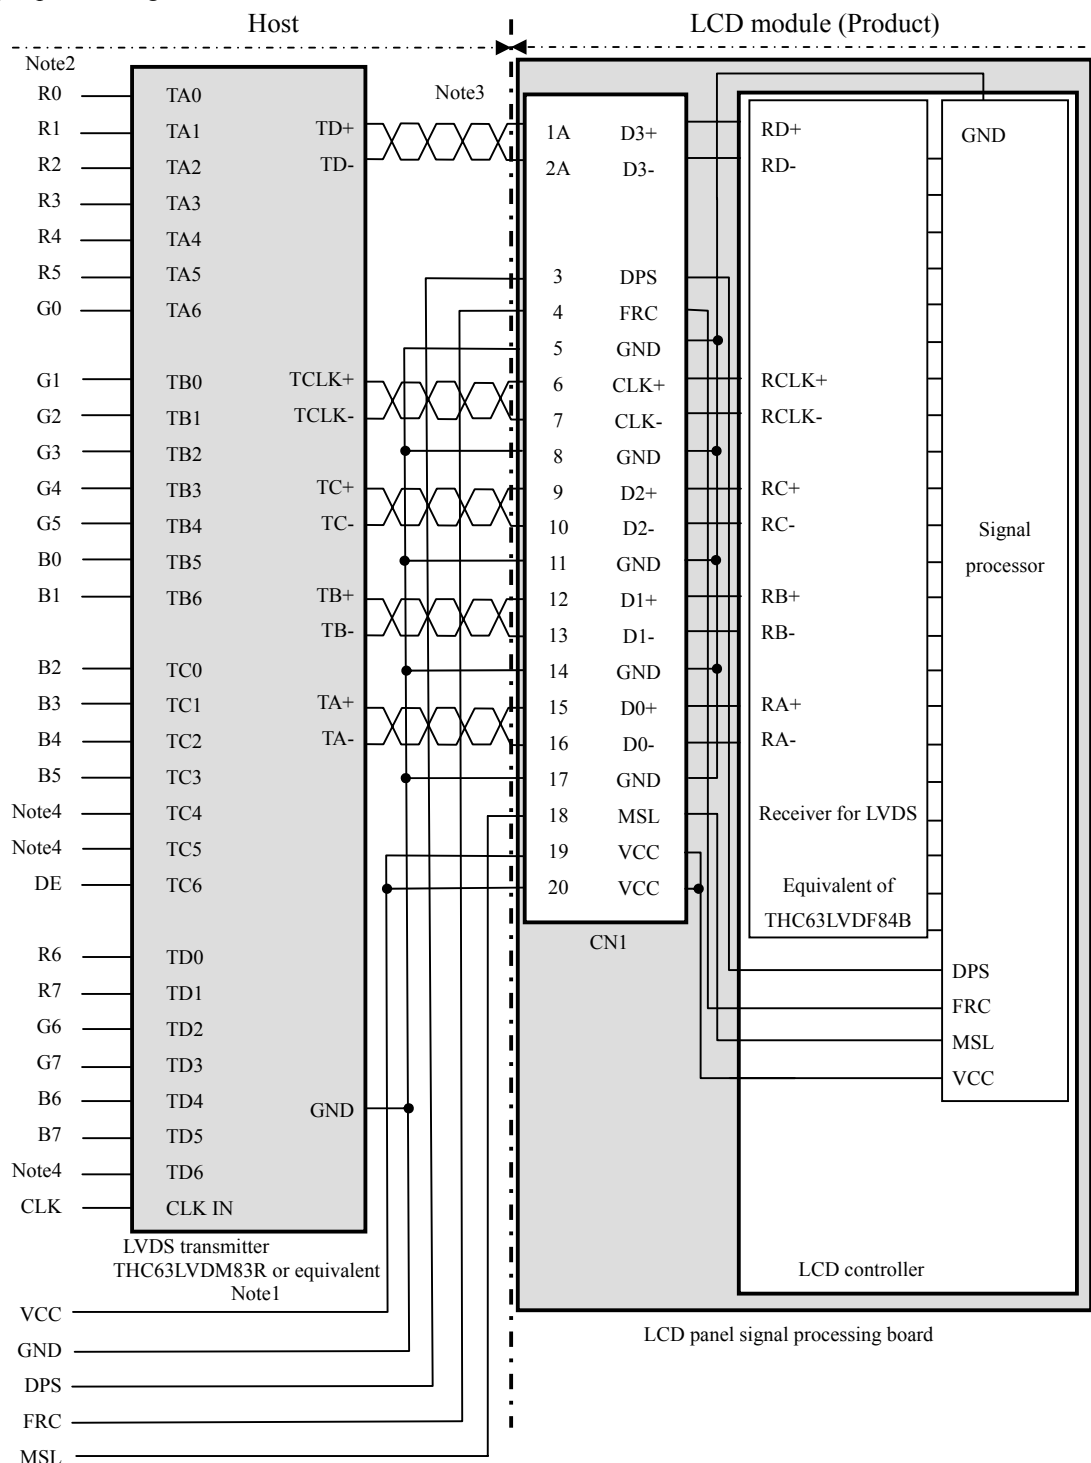 Host
LCD module (Product)
Note2
Note3
R0
R1
R2
R3
R4
R5
G0
G1
G2
G3
G4
G5
B0
B1
B2
B3
B4
B5
Note4
Note4
DE
R6
R7
G6
G7
B6
B7
Note4
CLK
TA0
TA1
TA2
TA3
TA4
TA5
TA6
TB0
TB1
TB2
TB3
TB4
TB5
TB6
TC0
TC1
TC2
TC3
TC4
TC5
TC6
TD0
TD1
TD2
TD3
TD4
TD5
TD6
CLK IN
TD+
TD-
TCLK+
TCLK-
TC+
TC-
TB+
TB-
TA+
TA-
GND
LVDS transmitter
THC63LVDM83R or equivalent
Note1
VCC
GND
DPS
FRC
MSL
1A D3+
2A D3-
3 DPS
4 FRC
5 GND
6 CLK+
7 CLK-
8 GND
9 D2+
10 D2-
11 GND
12 D1+
13 D1-
14 GND
15 D0+
16 D0-
17 GND
18 MSL
19 VCC
20 VCC
CN1
RD+
RD-
RCLK+
RCLK-
RC+
RC-
RB+
RB-
RA+
RA-
Receiver for LVDS
Equivalent of
THC63LVDF84B
GND
Signal
processor
DPS
FRC
MSL
VCC
LCD controller
LCD panel signal processing board